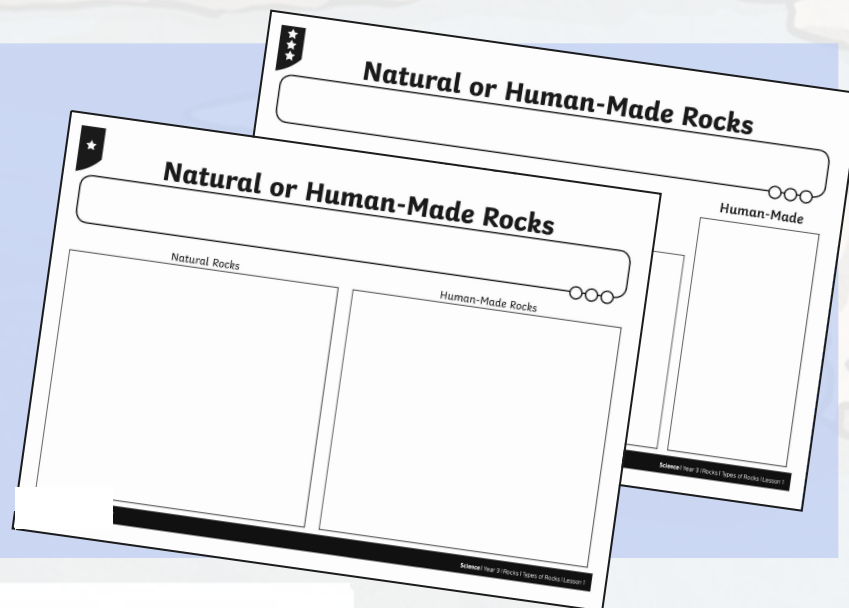 Natural or Human-Made Rocks
Human-Made
Science | Year 3 | Rocks | Types of Rocks | Lesson 1
Natural or Human-Made Rocks
Natural Rocks
Human-Made Rocks
Science | Year 3 | Rocks | Types of Rocks | Lesson 1